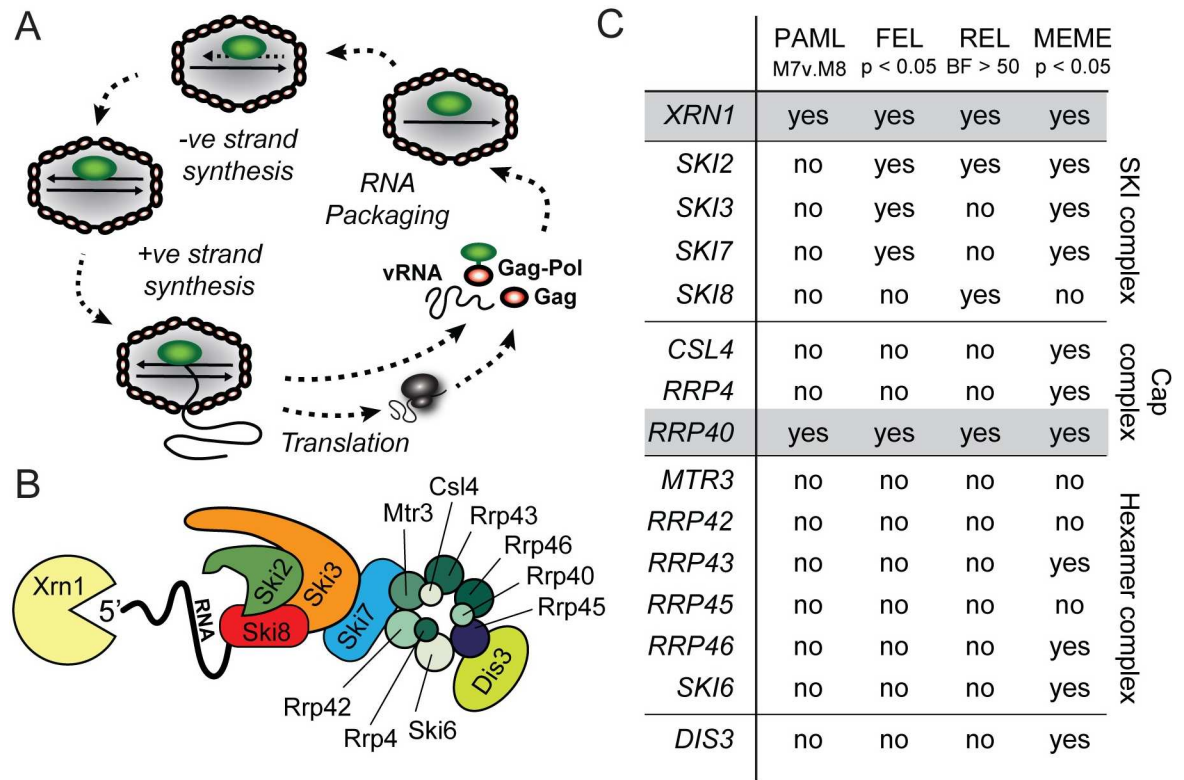 A
-ve strand
synthesis
RNA
Packaging
+ve strand
synthesis
vRNA
Gag-Pol
Gag
Translation
B
Xrn1
5’
RNA
Ski2
Ski3
Ski8
Ski7
Mtr3
Csl4
Rrp43
Rrp46
Rrp40
Rrp45
Dis3
Rrp42
Rrp4
Ski6
C
PAML FEL REL MEME
M7v.M8 p < 0.05 BF > 50 p < 0.05
XRN1 yes yes yes yes
SKI2 no yes yes yes
SKI3 no yes no yes
SKI7 no yes no yes
SKI8 no no yes no
SKI complex
CSL4 no no no yes
RRP4 no no no yes
RRP40 yes yes yes yes
Cap
complex
MTR3 no no no no
RRP42 no no no no
RRP43 no no no yes
RRP45 no no no no
RRP46 no no no yes
SKI6 no no no yes
Hexamer complex
DIS3 no no no yes